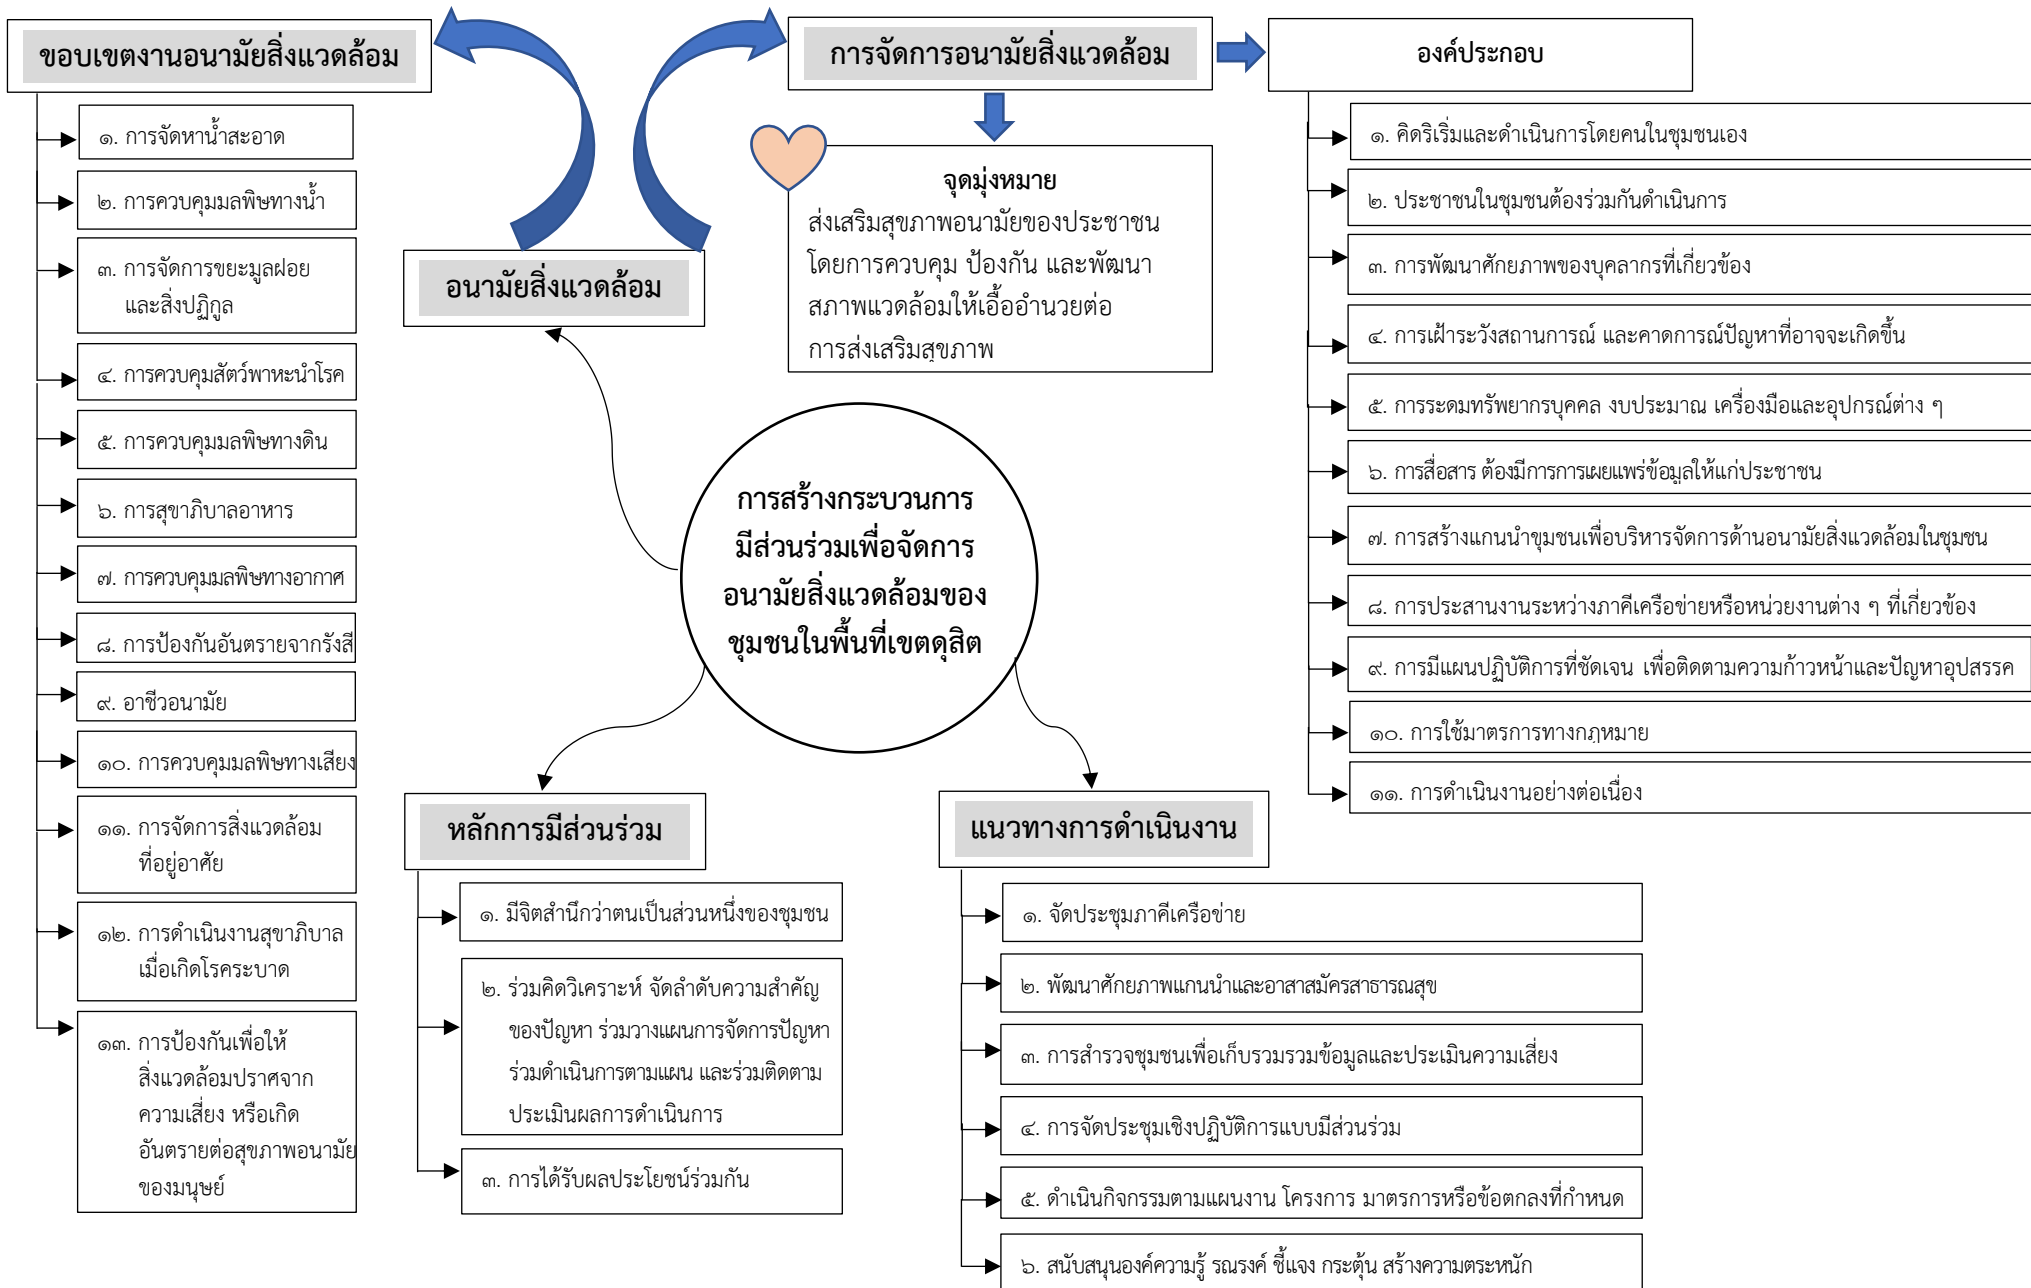 ขอบเขตงานอนามัยสิ่งแวดล้อม
๑. การจัดหาน้ำสะอาด
๒. การควบคุมมลพิษทางน้ำ
๓. การจัดการขยะมูลฝอย
และสิ่งปฏิกูล
๔. การควบคุมสัตว์พาหะนำโรค
๕. การควบคุมมลพิษทางดิน
๖. การสุขาภิบาลอาหาร
๗. การควบคุมมลพิษทางอากาศ
๘. การป้องกันอันตรายจากรังสี
๙. อาชีวอนามัย
๑๐. การควบคุมมลพิษทางเสียง
๑๑. การจัดการสิ่งแวดล้อม
ที่อยู่อาศัย
๑๒. การดำเนินงานสุขาภิบาล
เมื่อเกิดโรคระบาด
๑๓. การป้องกันเพื่อให้
สิ่งแวดล้อมปราศจาก
ความเสี่ยง หรือเกิด
อันตรายต่อสุขภาพอนามัย
ของมนุษย์
อนามัยสิ่งแวดล้อม
การจัดการอนามัยสิ่งแวดล้อม
จุดมุ่งหมาย
ส่งเสริมสุขภาพอนามัยของประชาชน
โดยการควบคุม ป้องกัน และพัฒนา
สภาพแวดล้อมให้เอื้ออำนวยต่อ
การส่งเสริมสุขภาพ
องค์ประกอบ
๑. คิดริเริ่มและดำเนินการโดยคนในชุมชนเอง
๒. ประชาชนในชุมชนต้องร่วมกันดำเนินการ
๓. การพัฒนาศักยภาพของบุคลากรที่เกี่ยวข้อง
๔. การเฝ้าระวังสถานการณ์ และคาดการณ์ปัญหาที่อาจจะเกิดขึ้น
๕. การระดมทรัพยากรบุคคล งบประมาณ เครื่องมือและอุปกรณ์ต่าง ๆ
๖. การสื่อสาร ต้องมีการการเผยแพร่ข้อมูลให้แก่ประชาชน
๗. การสร้างแกนนำขุมชนเพื่อบริหารจัดการด้านอนามัยสิ่งแวดล้อมในชุมชน
๘. การประสานงานระหว่างภาคีเครือข่ายหรือหน่วยงานต่าง ๆ ที่เกี่ยวข้อง
๙. การมีแผนปฏิบัติการที่ชัดเจน เพื่อติดตามความก้าวหน้าและปัญหาอุปสรรค
๑๐. การใช้มาตรการทางกฎหมาย
๑๑. การดำเนินงานอย่างต่อเนื่อง
การสร้างกระบวนการ
มีส่วนร่วมเพื่อจัดการ
อนามัยสิ่งแวดล้อมของ
ชุมชนในพื้นที่เขตดุสิต
หลักการมีส่วนร่วม
๑. มีจิตสำนึกว่าตนเป็นส่วนหนึ่งของชุมชน
๒. ร่วมคิดวิเคราะห์ จัดลำดับความสำคัญ
ของปัญหา ร่วมวางแผนการจัดการปัญหา
ร่วมดำเนินการตามแผน และร่วมติดตาม
ประเมินผลการดำเนินการ
๓. การได้รับผลประโยชน์ร่วมกัน
แนวทางการดำเนินงาน
๑. จัดประชุมภาคีเครือข่าย
๒. พัฒนาศักยภาพแกนนำและอาสาสมัครสาธารณสุข
๓. การสำรวจชุมชนเพื่อเก็บรวมรวมข้อมูลและประเมินความเสี่ยง
๔. การจัดประชุมเชิงปฏิบัติการแบบมีส่วนร่วม
๕. ดำเนินกิจกรรมตามแผนงาน โครงการ มาตรการหรือข้อตกลงที่กำหนด
๖. สนับสนุนองค์ความรู้ รณรงค์ ชี้แจง กระตุ้น สร้างความตระหนัก